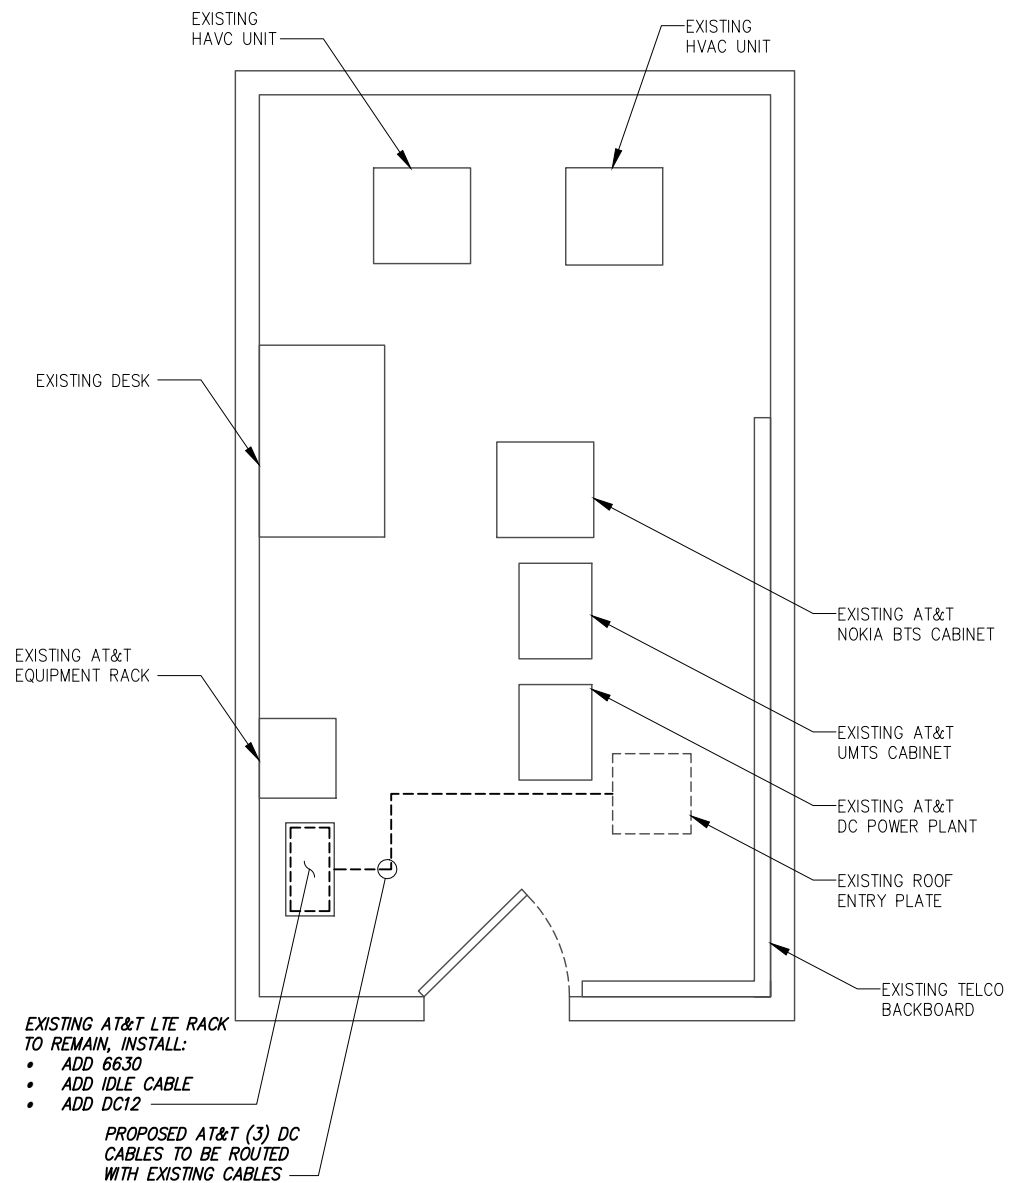 EXISTING
HAVC UNIT
EXISTING
HVAC UNIT
EXISTING DESK
EXISTING AT&T
NOKIA BTS CABINET
EXISTING AT&T
EQUIPMENT RACK
EXISTING AT&T
UMTS CABINET
EXISTING AT&T
DC POWER PLANT
EXISTING ROOF
ENTRY PLATE
EXISTING TELCO
BACKBOARD
EXISTING AT&T LTE RACK
TO REMAIN, INSTALL:
• ADD 6630
• ADD IDLE CABLE
• ADD DC12
PROPOSED AT&T (3) DC
CABLES TO BE ROUTED
WITH EXISTING CABLES